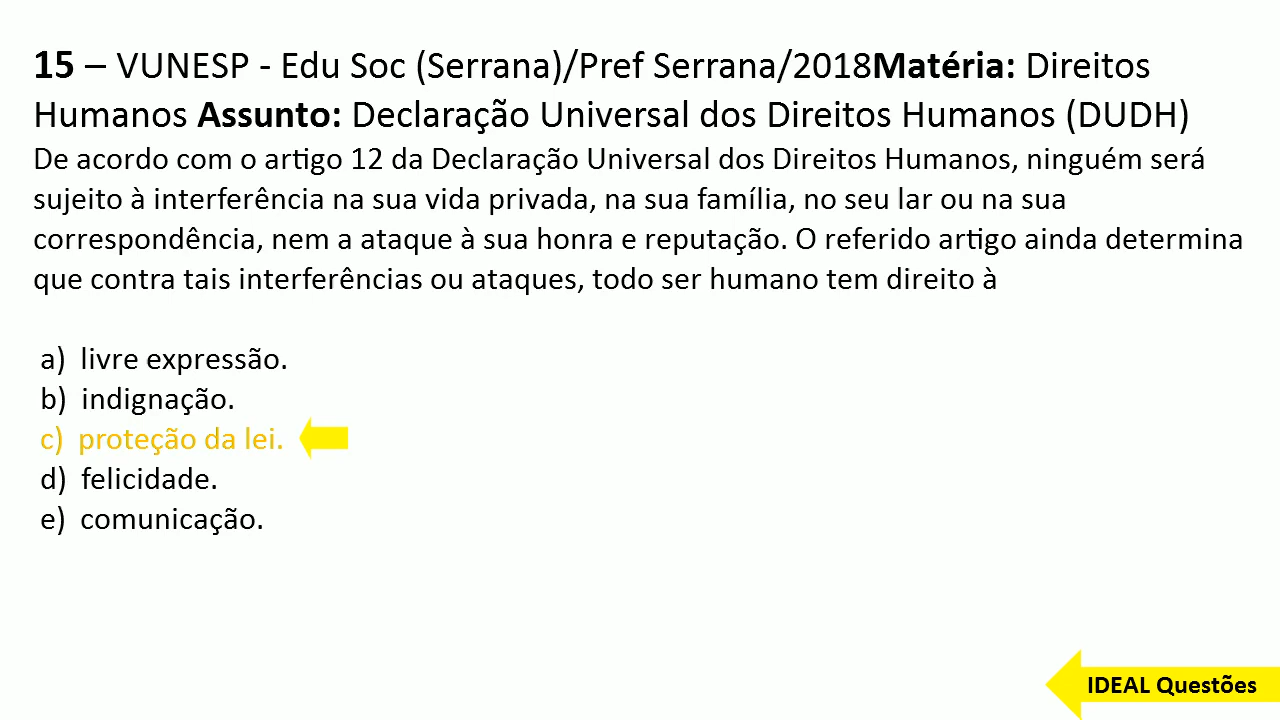 15 – VUNESP - Edu Soc (Serrana)/Pref Serrana/2018Matéria: Direitos
Humanos Assunto: Declaração Universal dos Direitos Humanos (DUDH)
De acordo com o artigo 12 da Declaração Universal dos Direitos Humanos, ninguém será
sujeito à interferência na sua vida privada, na sua família, no seu lar ou na sua
correspondência, nem a ataque à sua honra e reputação. O referido artigo ainda determina
que contra tais interferências ou ataques, todo ser humano tem direito à
a) livre expressão.
b) indignação.
c) proteção da lei.
d) felicidade.
e) comunicação.
IDEAL Questões